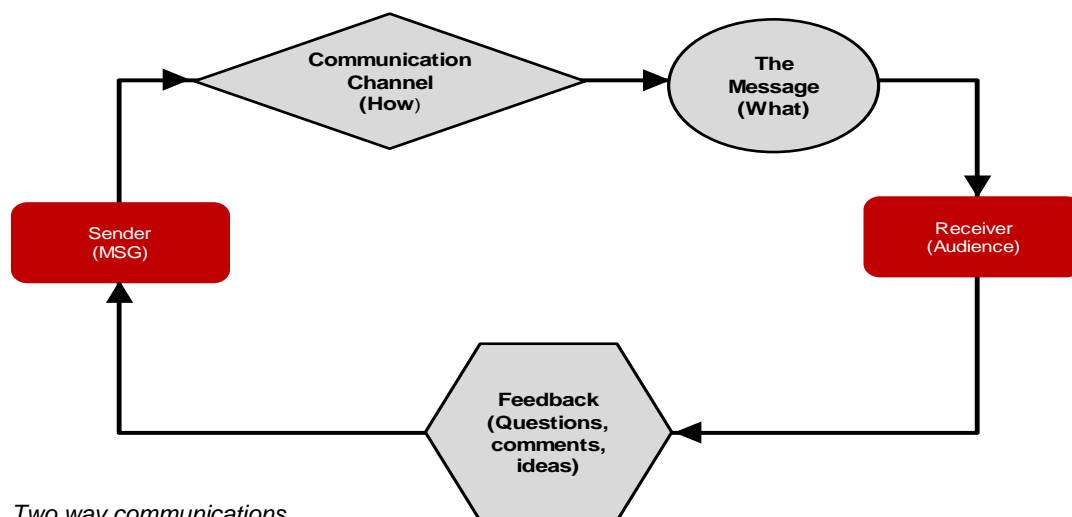 Communication
Channel
(How)
The
Message
(What)
Sender
(MSG)
Receiver
(Audience)
Feedback
(Questions,
comments,
ideas)
Two way communications